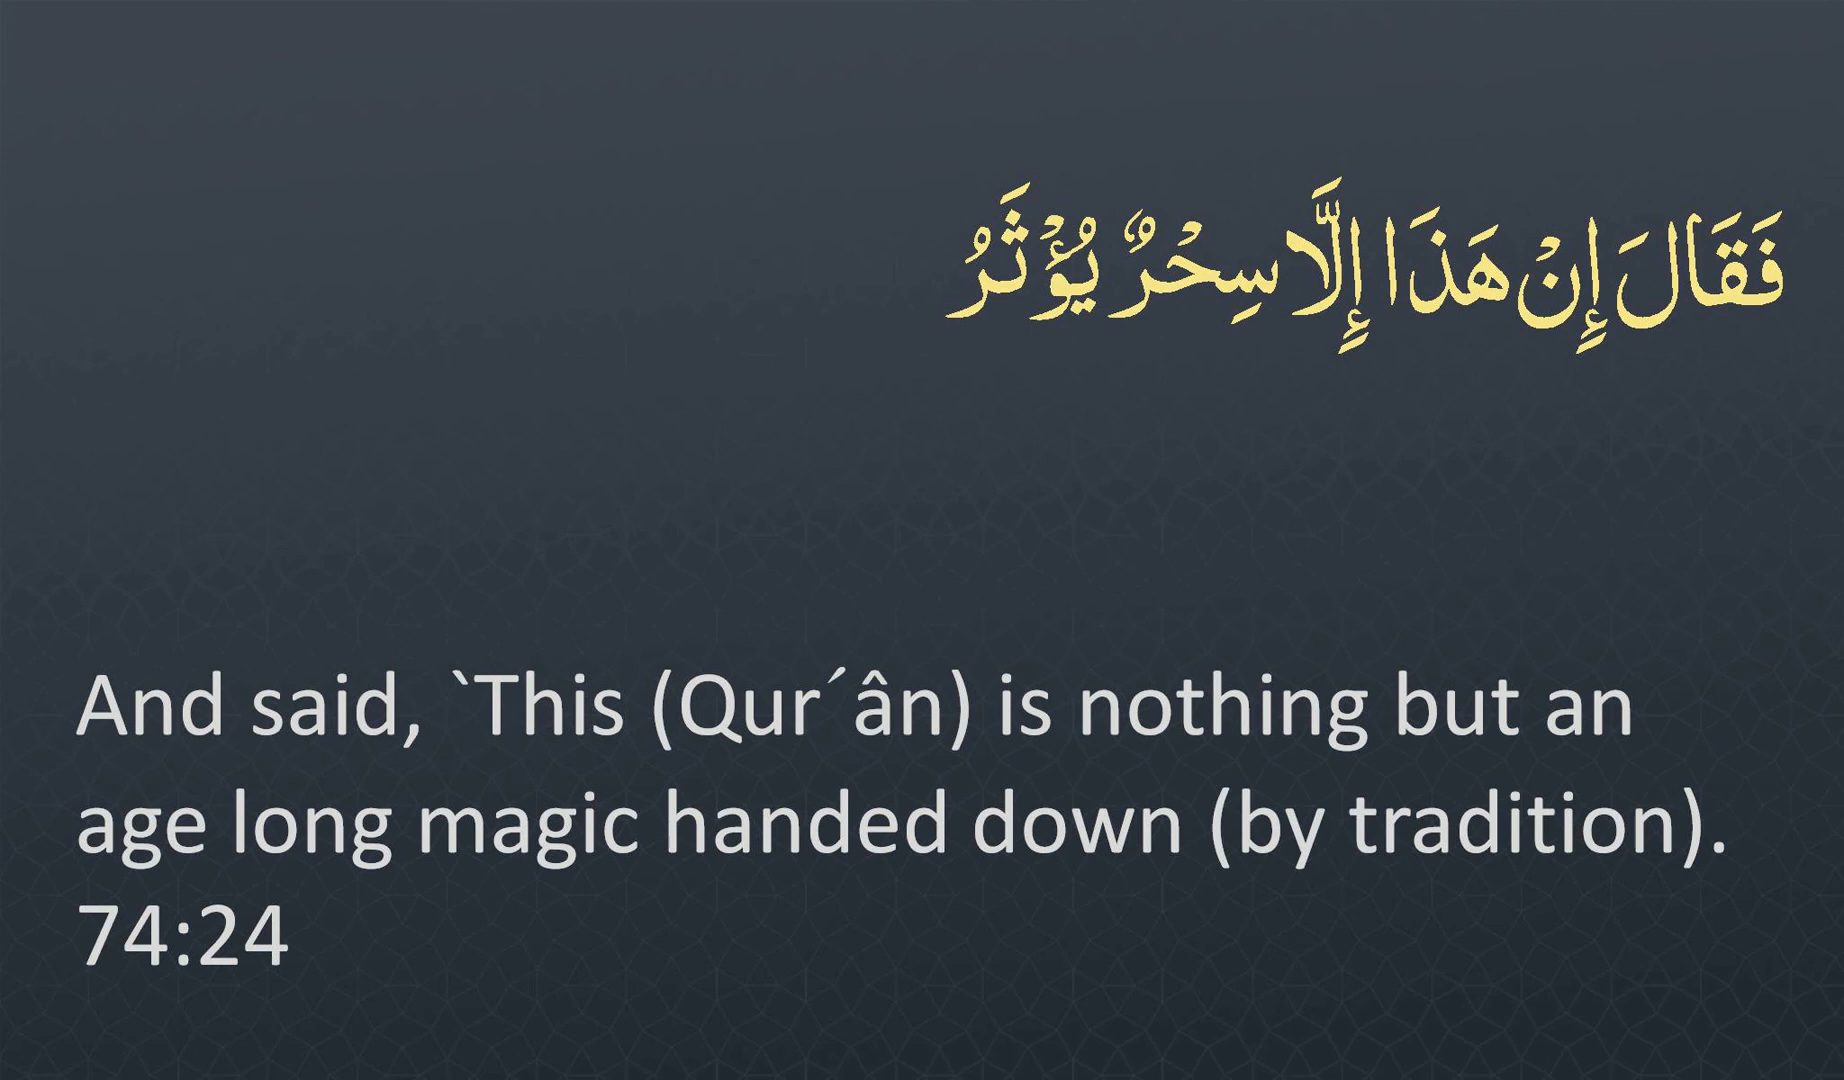 فَقَالَ إِنْ هَذَا إِلَّا سِحْرٌ يُؤْثَرُ
And said, `This (Qur´ân) is nothing but an
age long magic handed down (by tradition).
74:24